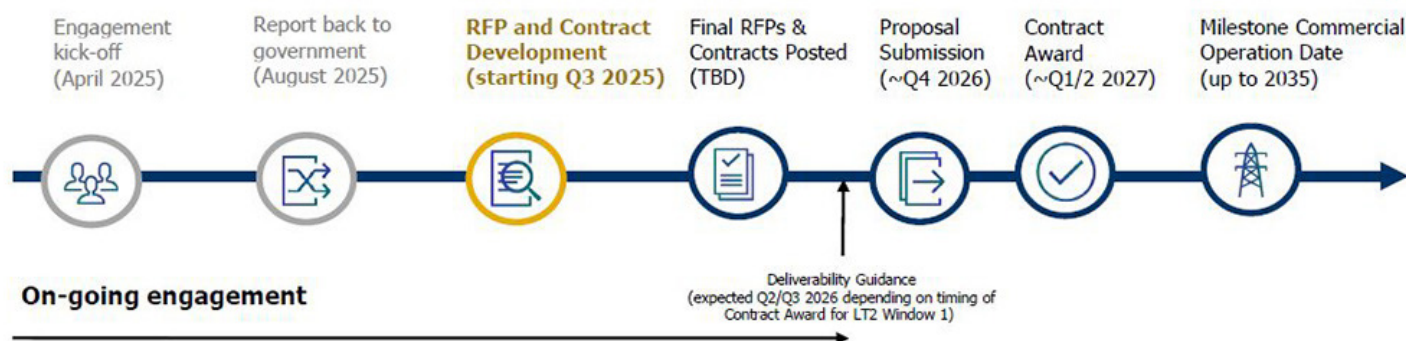 Engagement
kick-off
(April 2025)
Report back to
government
(August 2025)
RFP and Contract
Development
(starting Q3 2025)
Final RFPs &
Contracts Posted
(TBD)
Proposal
Submission
(~Q4 2026)
Contract
Award
(~Q1/2 2027)
Milestone Commercial
Operation Date
(up to 2035)
Deliverability Guidance
(expected Q2/Q3 2026 depending on timing of
Contract Award for LT2 Window 1)
On-going engagement